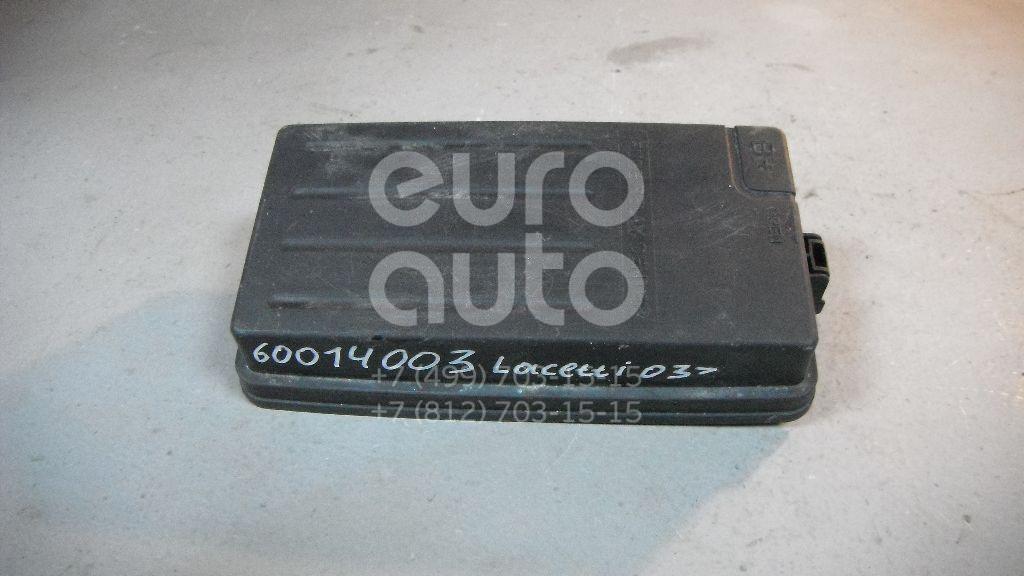 euro
auto
60014003 Lacetti 03>
+7 (499) 703-15-15
+7 (812) 703-15-15